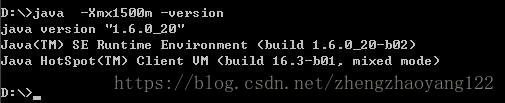 D:\>java  -Xmx1500m -version
java version "1.6.0_20"
Java(TM) SE Runtime Environment (build 1.6.0_20-b02)
Java HotSpot(TM) Client VM (build 16.3-b01, mixed mode)
https://blog.csdn.net/zhengzhaoyang122
D:\>_